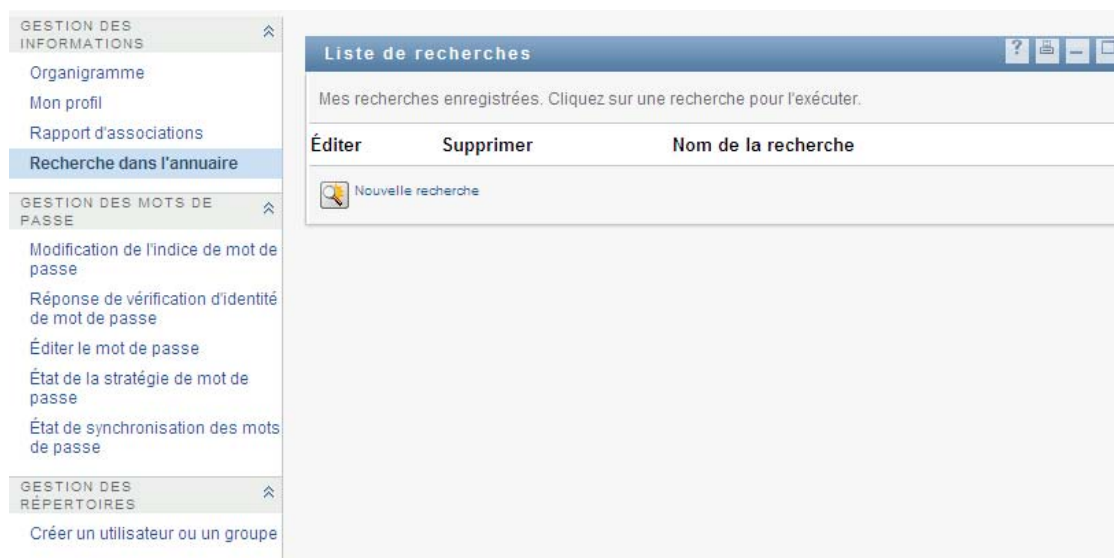 GESTION DES
INFORMATIONS
Organigramme
Mon profil
Rapport d'associations
Recherche dans l'annuaire
GESTION DES MOTS DE
PASSE
Modification de l'indice de mot de
passe
Réponse de vérification d'identité
de mot de passe
Éditer le mot de passe
État de la stratégie de mot de
passe
État de synchronisation des mots
de passe
GESTION DES
RÉPERTOIRES
Créer un utilisateur ou un groupe
Liste de recherches
?
Mes recherches enregistrées. Cliquez sur une recherche pour l'exécuter.
Éditer Supprimer Nom de la recherche
Nouvelle recherche